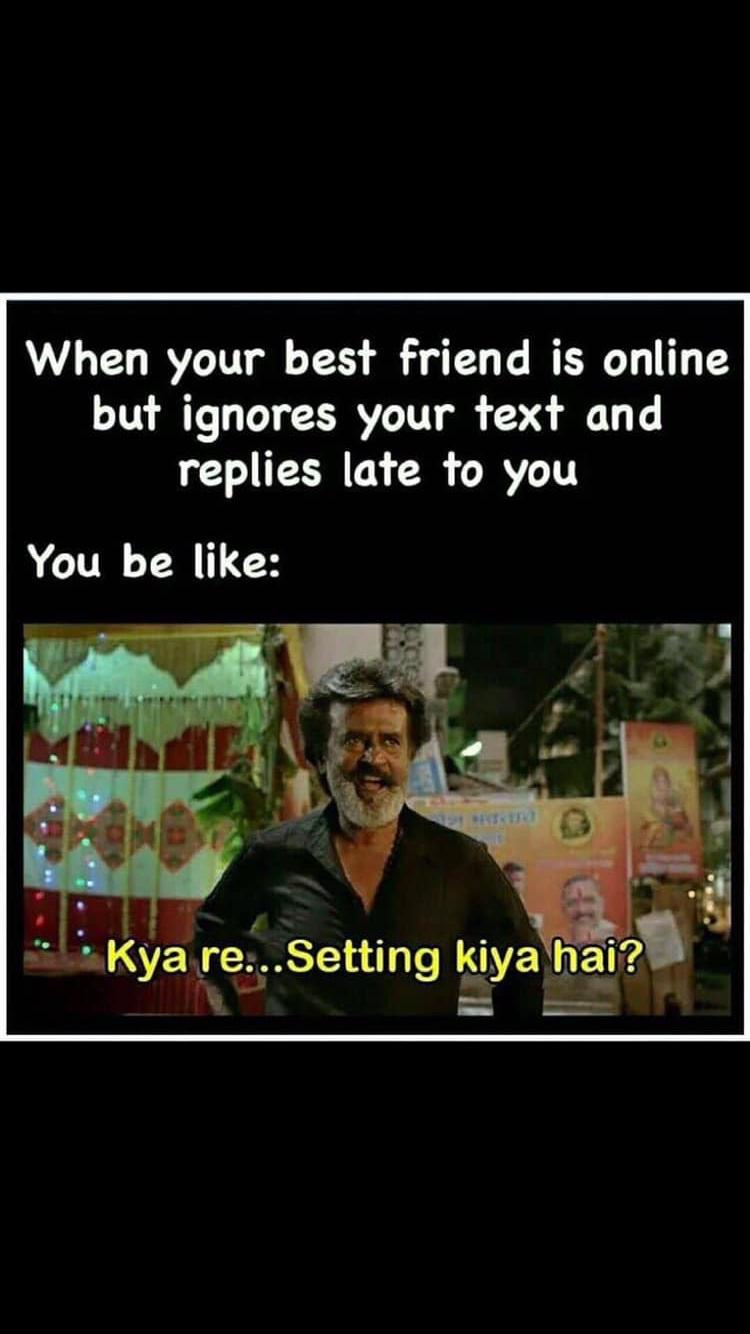 When your best friend is online
but ignores your text and
replies late to you
You be like:
Kya re...Setting kiya hai?